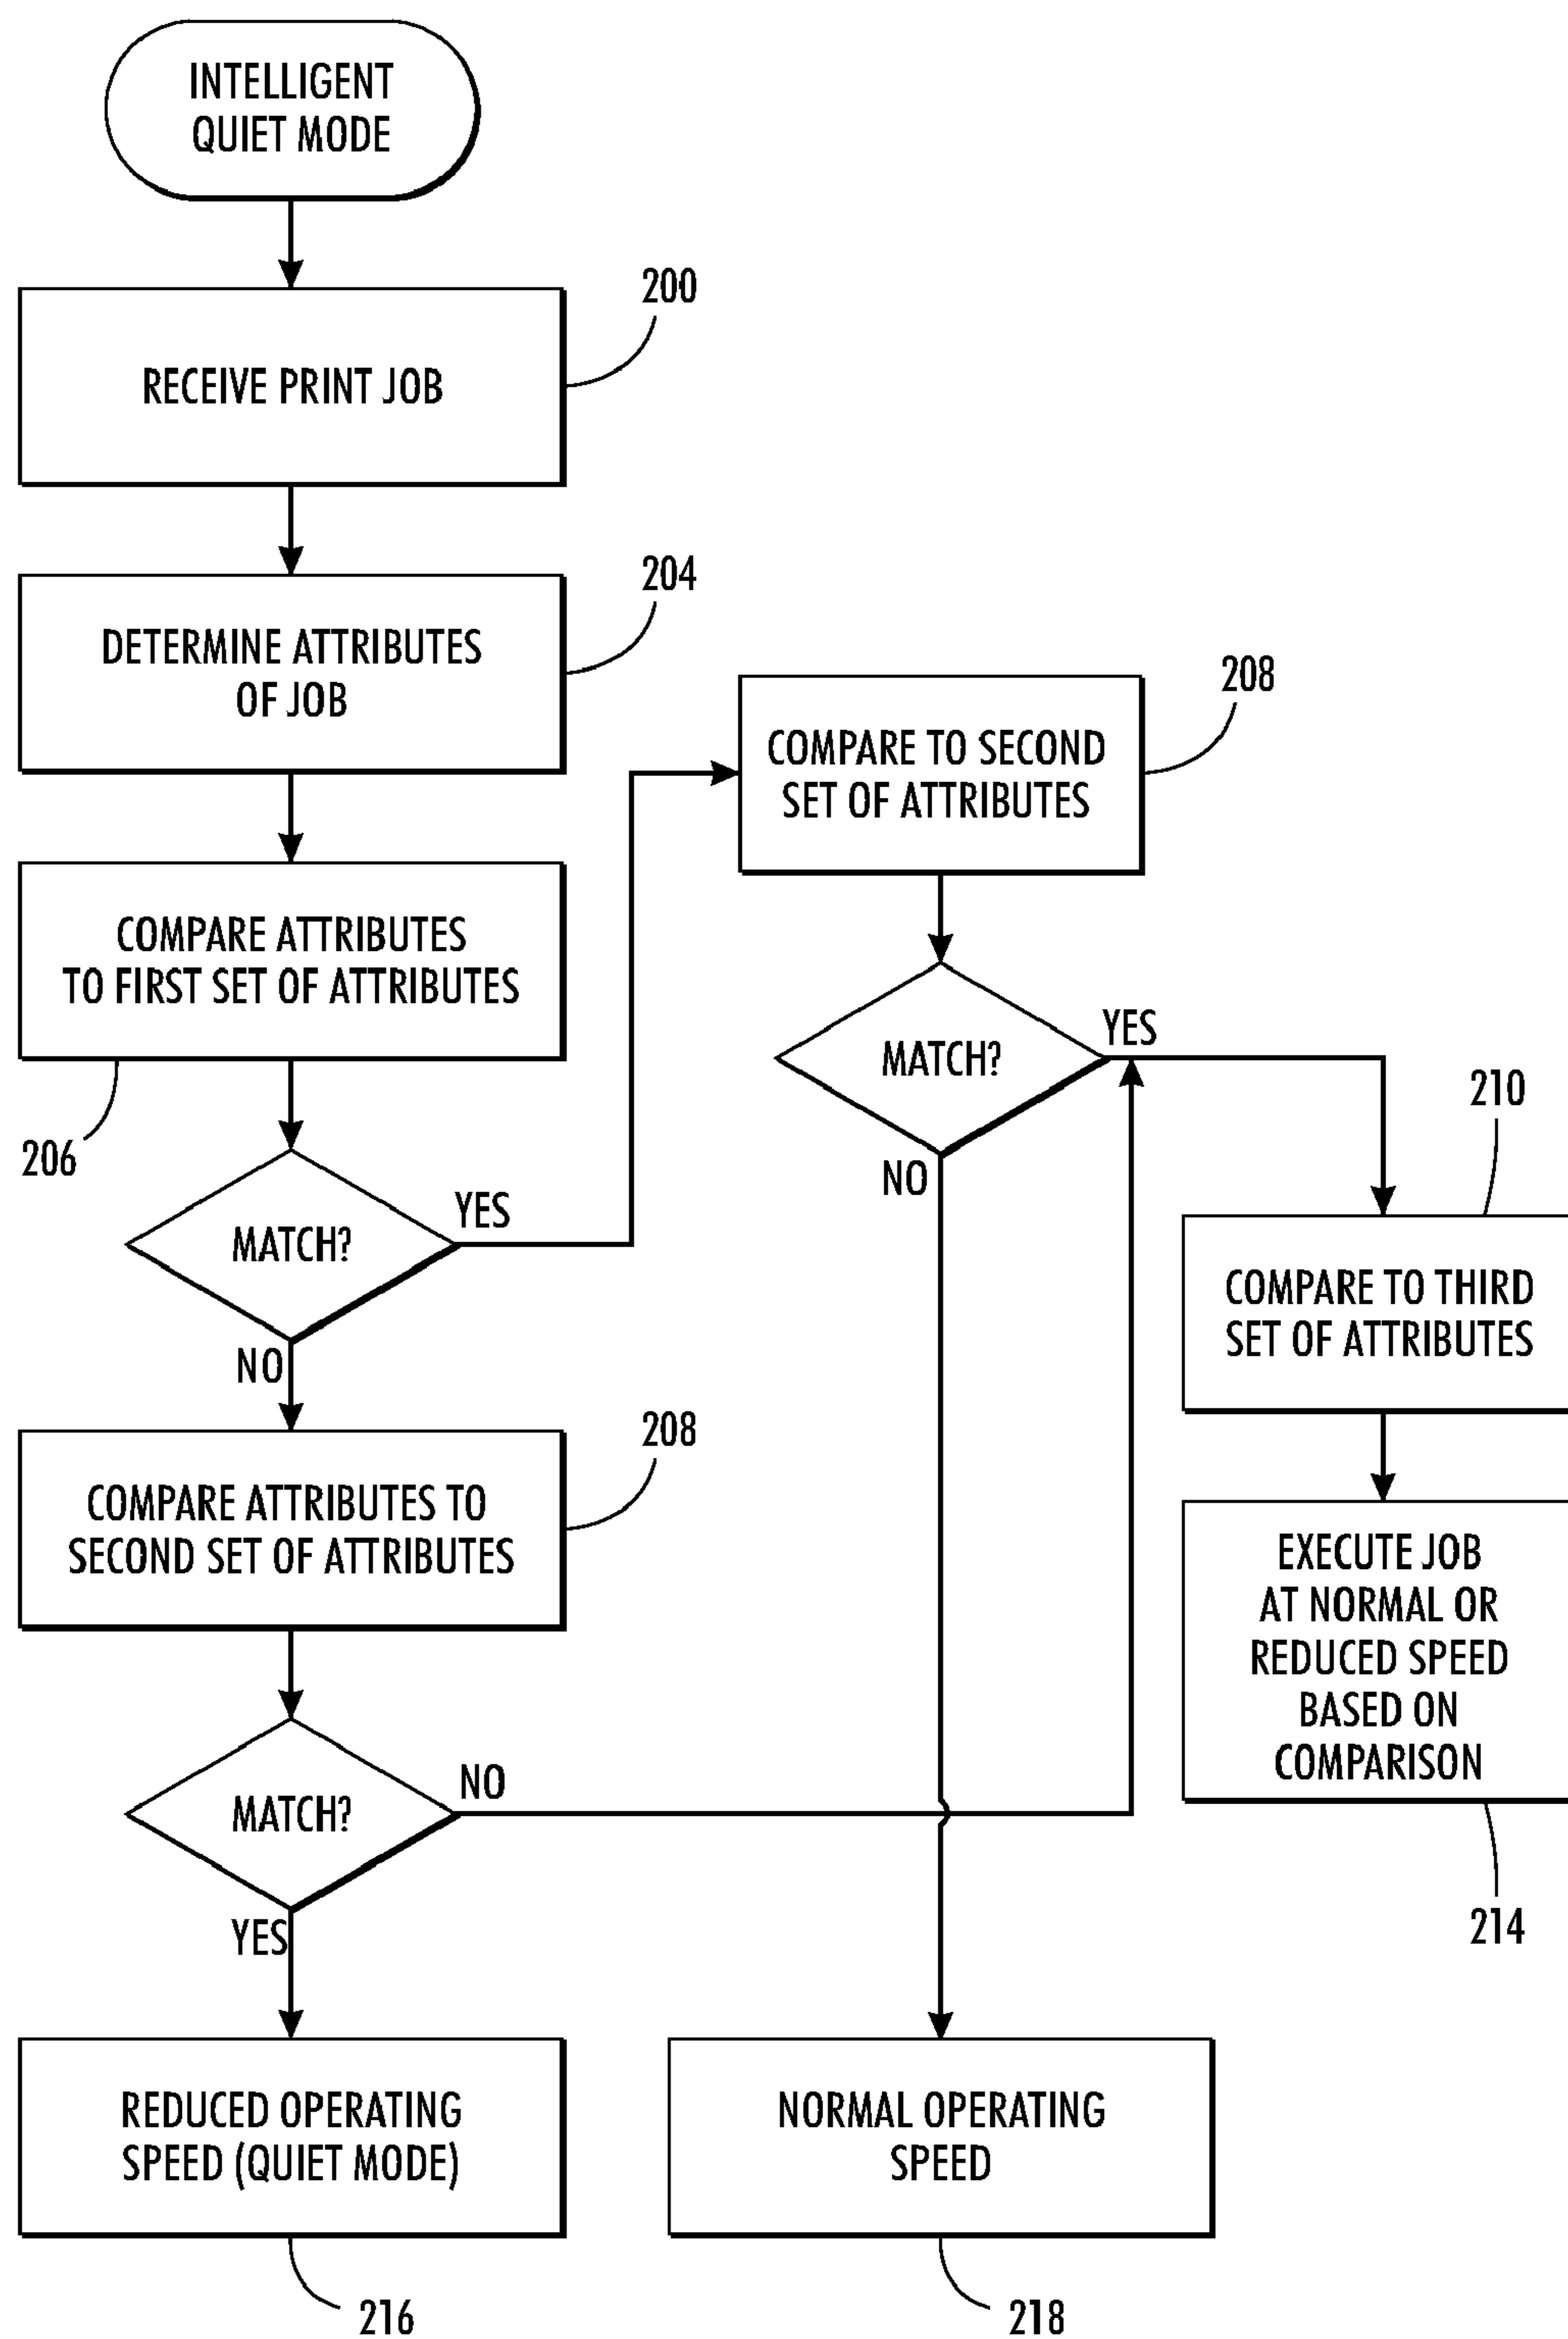 INTELLIGENT
QUIET MODE
200
RECEIVE PRINT JOB
204
DETERMINE ATTRIBUTES
OF JOB
208
COMPARE TO SECOND
SET OF ATTRIBUTES
COMPARE ATTRIBUTES
TO FIRST SET OF ATTRIBUTES
206
MATCH?
YES
NO
MATCH?
YES
NO
210
COMPARE TO THIRD
SET OF ATTRIBUTES
208
COMPARE ATTRIBUTES TO
SECOND SET OF ATTRIBUTES
EXECUTE JOB
AT NORMAL OR
REDUCED SPEED
BASED ON
COMPARISON
214
MATCH?
NO
YES
REDUCED OPERATING
SPEED (QUIET MODE)
216
NORMAL OPERATING
SPEED
218